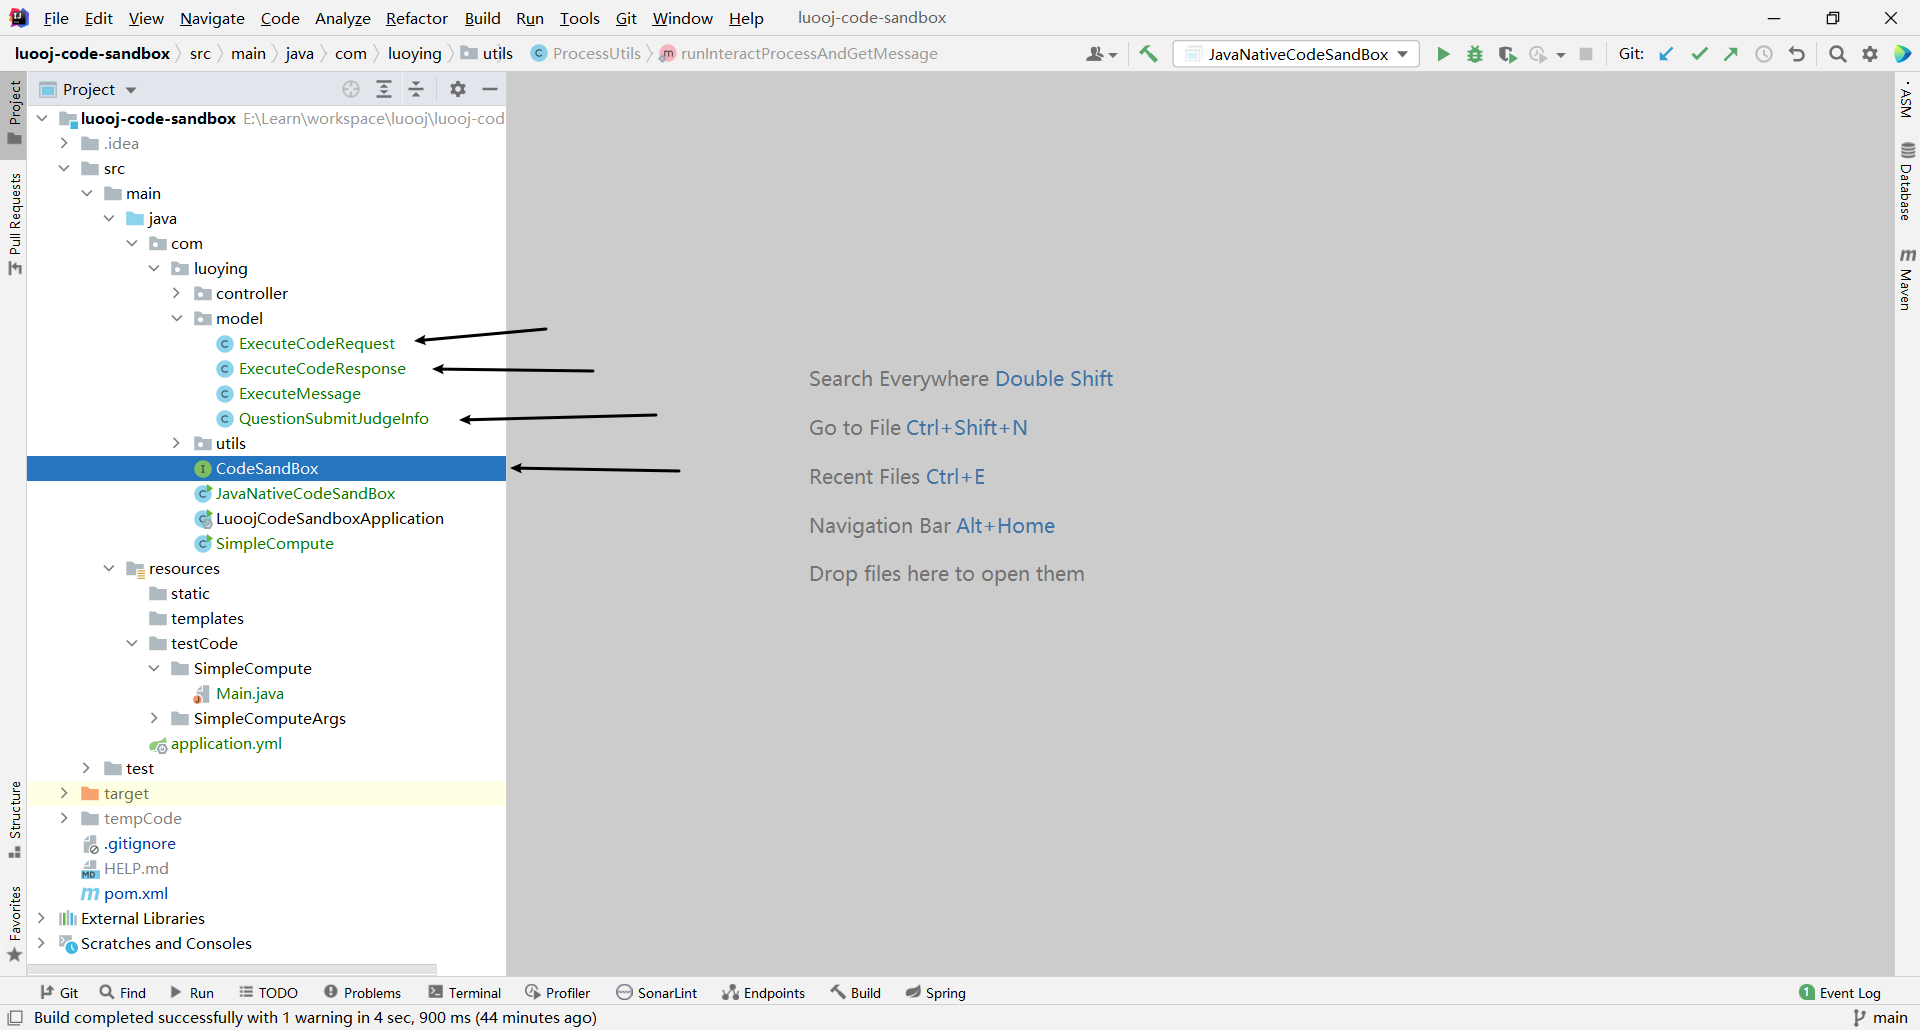 File Edit View Navigate Code Analyze Refactor Build Run Tools Git Window Help luooj-code-sandbox
luooj-code-sandbox src main java com luoying utils ProcessUtils runInteractProcessAndGetMessage JavaNativeCodeSandBox Git:
Project
Project
luooj-code-sandbox E:\Learn\workspace\luooj\luooj-cod
.idea
src
main
java
com
luoying
controller
model
ExecuteCodeRequest
ExecuteCodeResponse
ExecuteMessage
QuestionSubmitJudgeInfo
utils
CodeSandBox
JavaNativeCodeSandBox
LuoojCodeSandboxApplication
SimpleCompute
resources
static
templates
testCode
SimpleCompute
Main.java
SimpleComputeArgs
application.yml
test
target
tempCode
.gitignore
HELP.md
pom.xml
External Libraries
Scratches and Consoles
Pull Requests
Structure
Favorites
Search Everywhere Double Shift
Go to File Ctrl+Shift+N
Recent Files Ctrl+E
Navigation Bar Alt+Home
Drop files here to open them
ASM
Database
Maven
Git Find Run TODO Problems Terminal Profiler SonarLint Endpoints Build Spring 1 Event Log
Build completed successfully with 1 warning in 4 sec, 900 ms (44 minutes ago) main